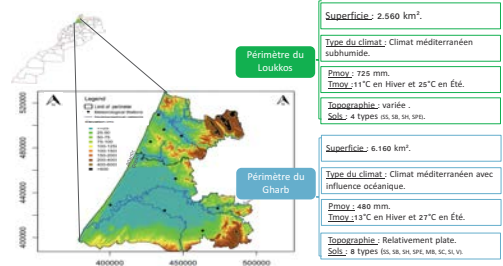 Superficie : 2.560 km².
Type du climat : Climat méditerranéen
subhumide.
Périmètre du
Loukkos
Pmoy : 725 mm.
Tmoy :11°C en Hiver et 25°C en Été.
Topographie : variée .
Sols : 4 types (SS, SB, SH, SPE).
Superficie : 6.160 km².
Type du climat : Climat méditerranéen avec
influence océanique.
Périmètre du
Gharb
Pmoy : 480 mm.
Tmoy :13°C en Hiver et 27°C en Été.
Topographie : Relativement plate.
Sols : 8 types (SS, SB, SH, SPE, MB, SC, SI, V).
Legend
520000
480000
440000
400000
400000
450000
500000